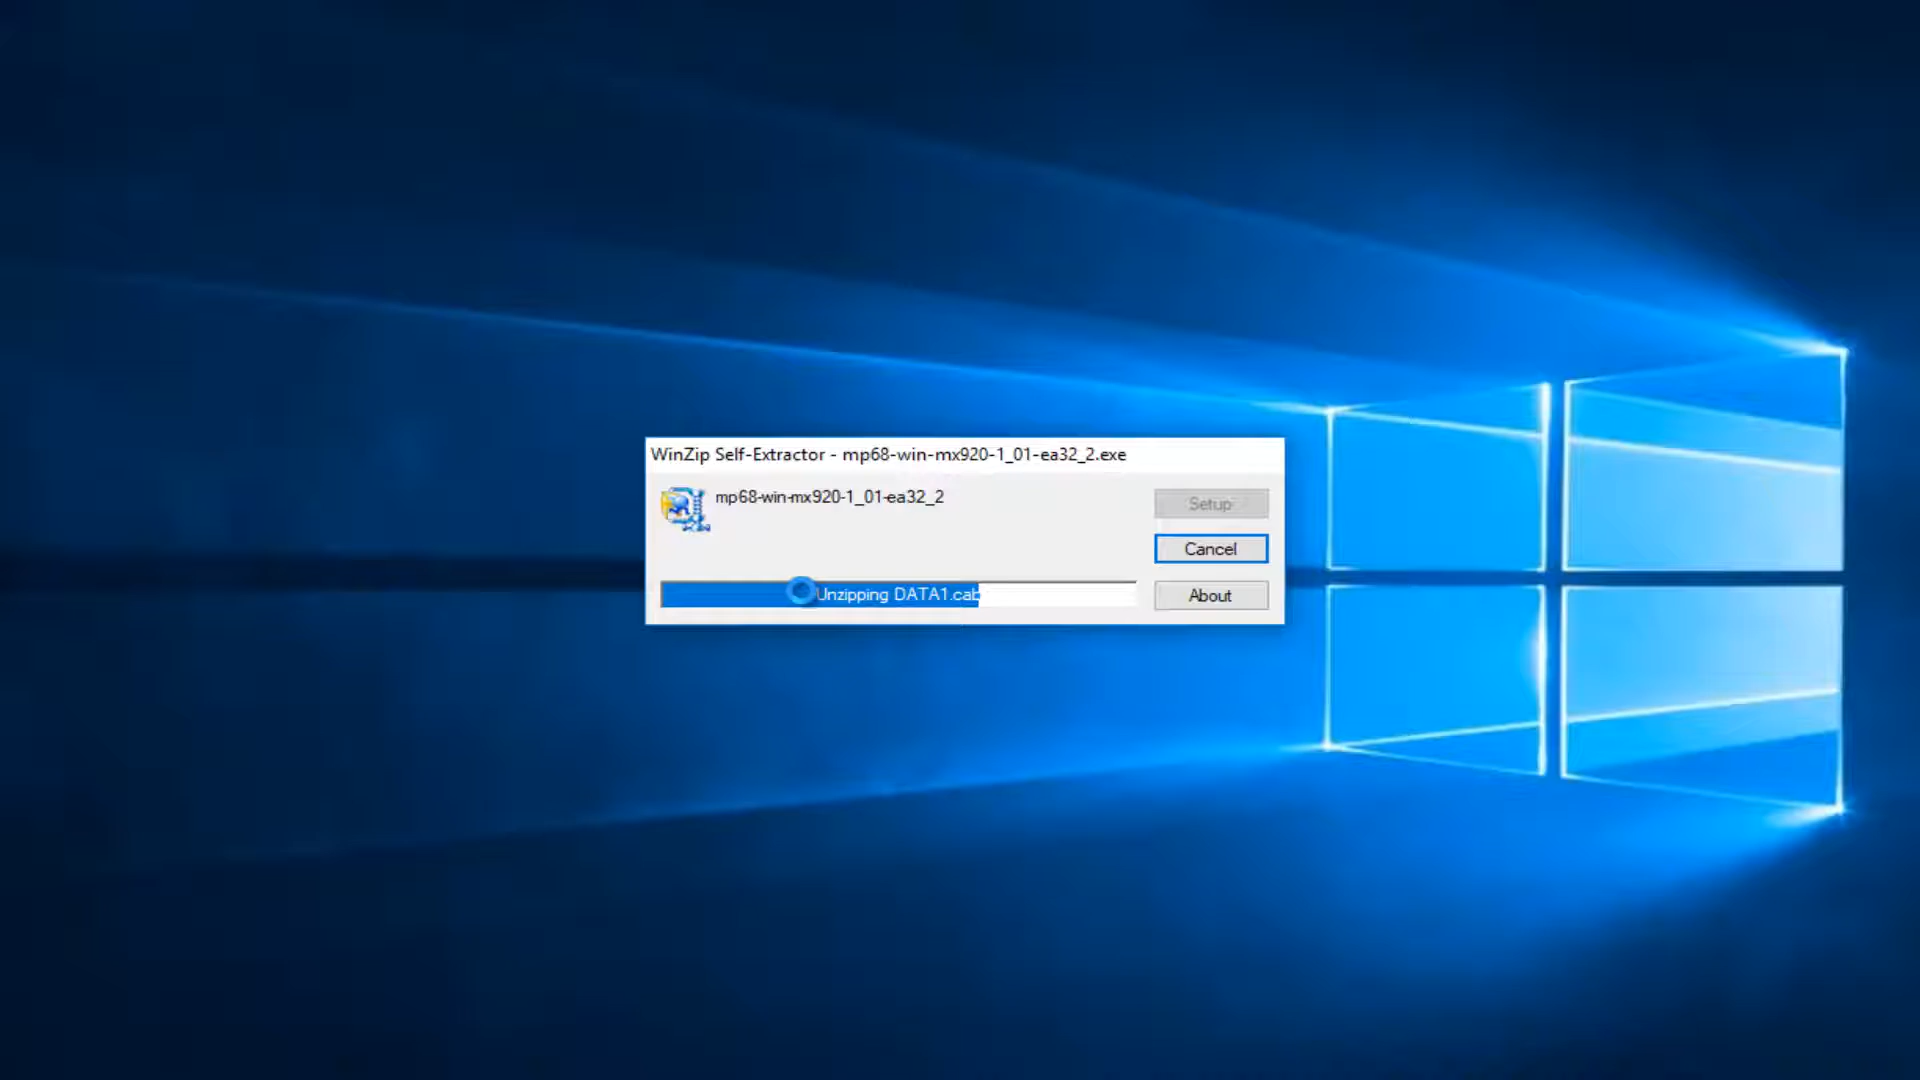 WinZip Self-Extractor - mp68-win-mx920-1_01-ea32_2.exe
mp68-win-mx920-1_01-ea32_2
Setup
Cancel
Unzipping DATA1.cab
About